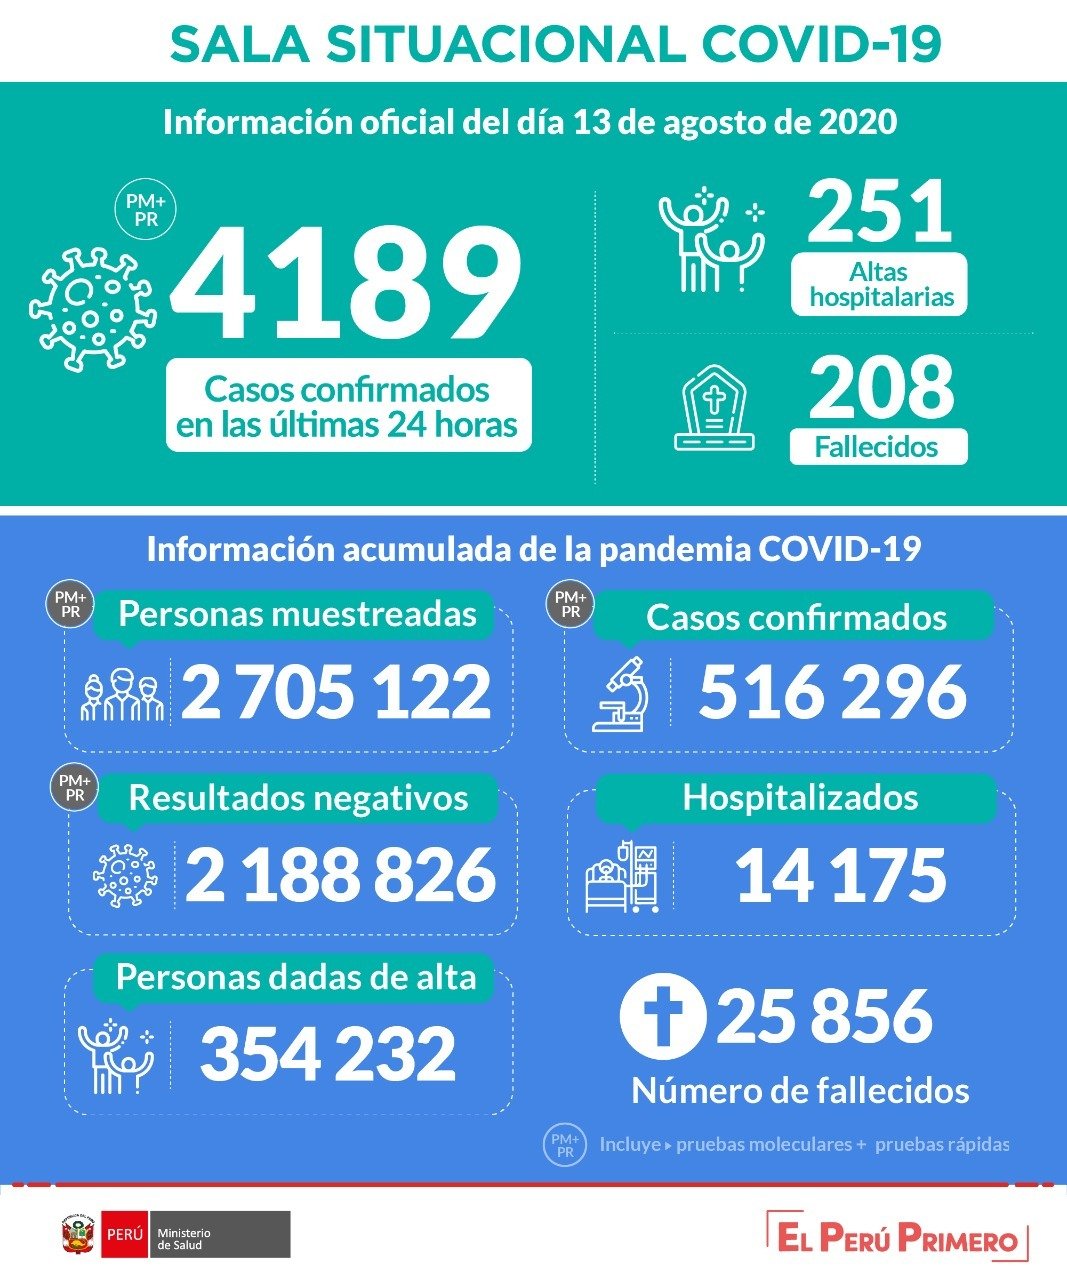 SALA SITUACIONAL COVID-19
Información oficial del día 13 de agosto de 2020
PM+
PR
4189
Casos confirmados
en las últimas 24 horas
251
Altas
hospitalarias
208
Fallecidos
Información acumulada de la pandemia COVID-19
PM+
PR
Personas muestreadas
2 705 122
PM+
PR
Casos confirmados
516 296
PM+
PR
Resultados negativos
2 188 826
Hospitalizados
14 175
Personas dadas de alta
354 232
25 856
Número de fallecidos
PM+
PR
Incluye ▸ pruebas moleculares + pruebas rápidas
PERÚ
Ministerio
de Salud
EL PERÚ PRIMERO